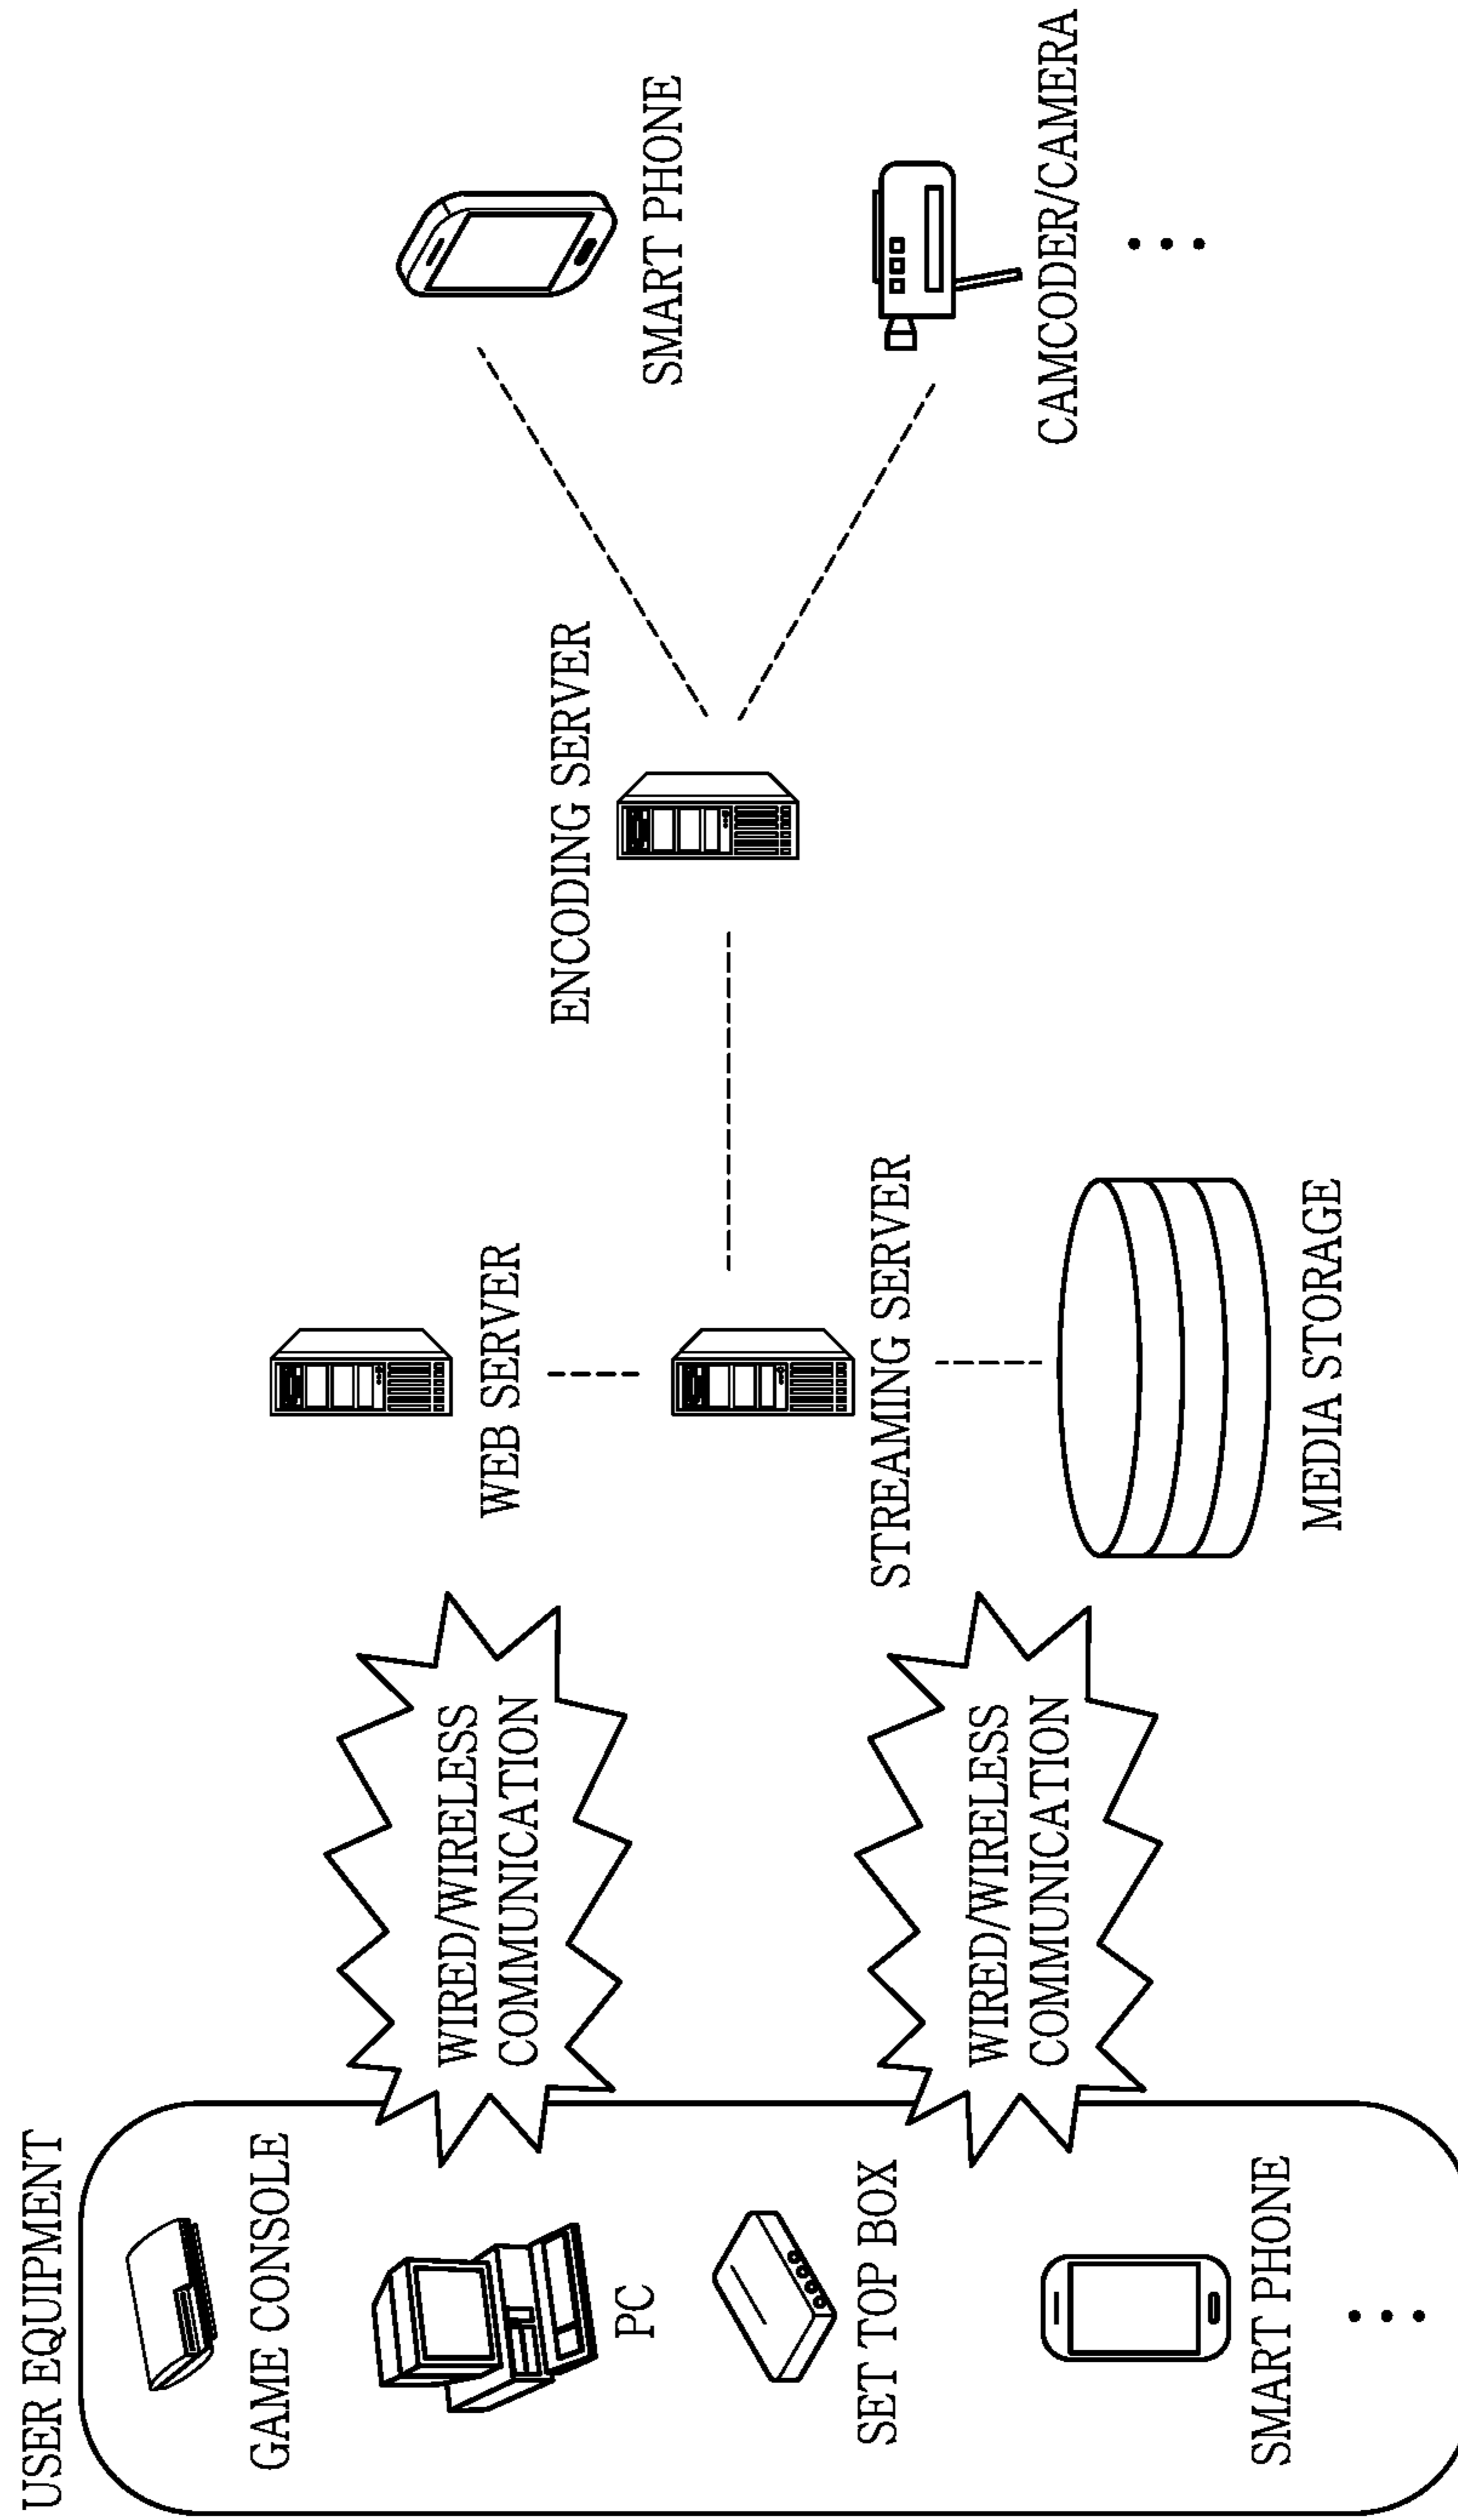 USER EQUIPMENT
GAME CONSOLE
PC
SET TOP BOX
SMART PHONE
WIRED/WIRELESS
COMMUNICATION
WIRED/WIRELESS
COMMUNICATION
WEB SERVER
STREAMING SERVER
MEDIA STORAGE
ENCODING SERVER
SMART PHONE
CAMCODER/CAMERA